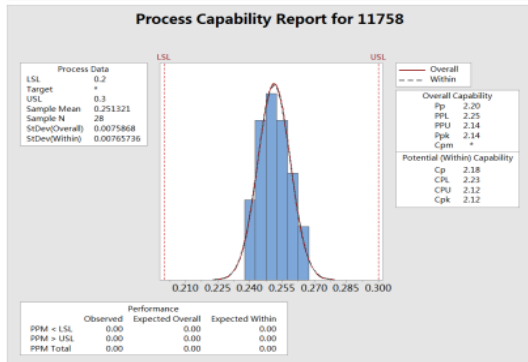 Process Capability Report for 11758
LSL USL
Process Data
LSL 0.2
Target *
USL 0.3
Sample Mean 0.251321
Sample N 28
StDev(Overall) 0.0075868
StDev(Within) 0.00765736
Overall
Within
Overall Capability
Pp 2.20
PPL 2.25
PPU 2.14
Ppk 2.14
Cpm *
Potential (Within) Capability
Cp 2.18
CPL 2.23
CPU 2.12
Cpk 2.12
0.210 0.225 0.240 0.255 0.270 0.285 0.300
Performance
Observed Expected Overall Expected Within
PPM < LSL 0.00 0.00 0.00
PPM > USL 0.00 0.00 0.00
PPM Total 0.00 0.00 0.00